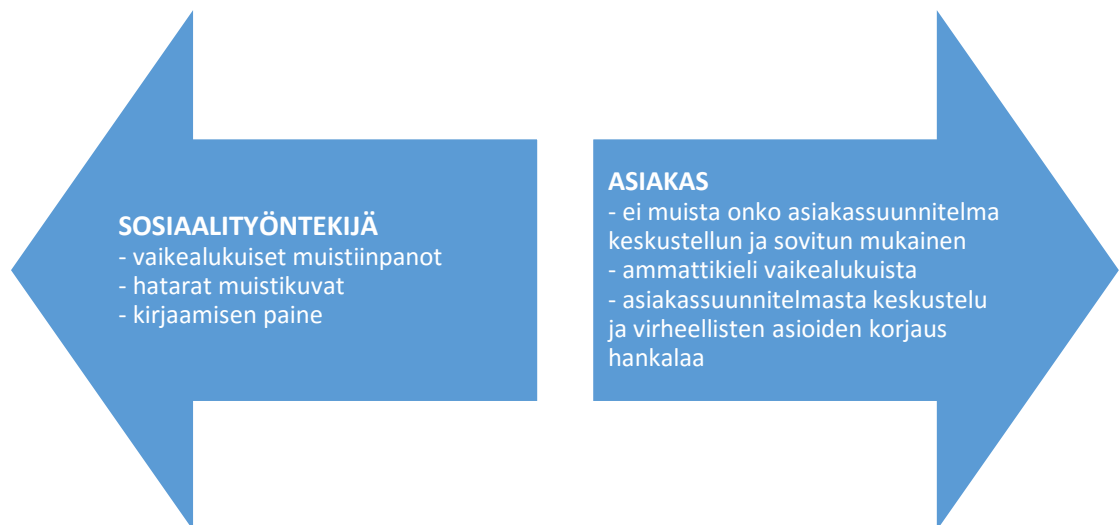 SOSIAALITYÖNTEKIJÄ
- vaikealukuiset muistiinpanot
- hatarat muistikuvat
- kirjaamisen paine
ASIAKAS
- ei muista onko asiakassuunnitelma
keskustellun ja sovitun mukainen
- ammattikieli vaikealukuista
- asiakassuunnitelmasta keskustelu
ja virheellisten asioiden korjaus
hankalaa